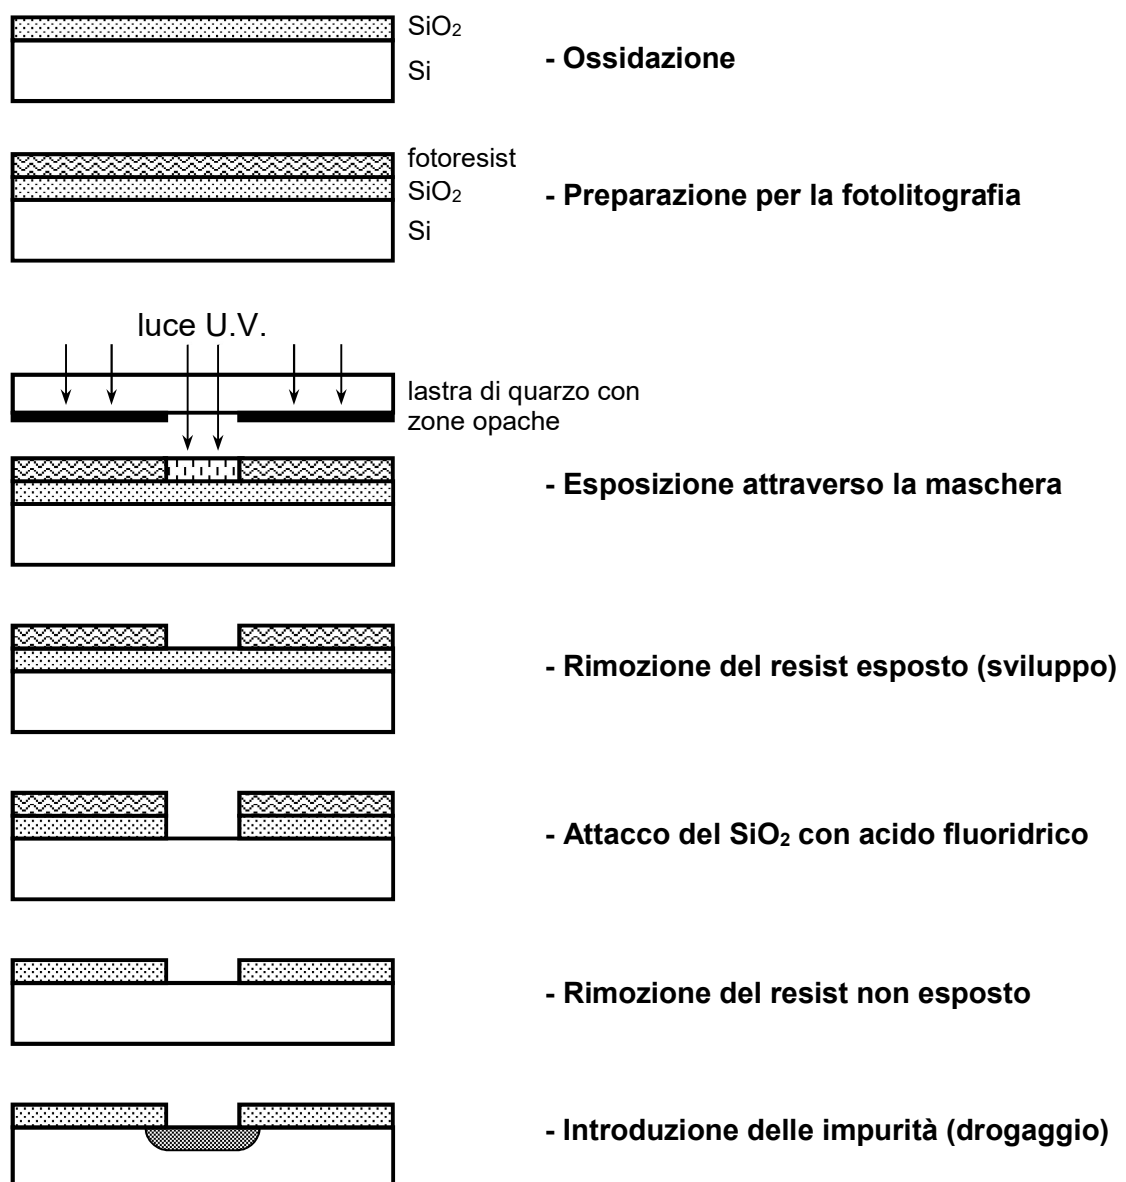 SiO₂
Si
- Ossidazione
fotoresist
SiO₂
Si
- Preparazione per la fotolitografia
luce U.V.
lastra di quarzo con
zone opache
- Esposizione attraverso la maschera
- Rimozione del resist esposto (sviluppo)
- Attacco del SiO₂ con acido fluoridrico
- Rimozione del resist non esposto
- Introduzione delle impurità (drogaggio)